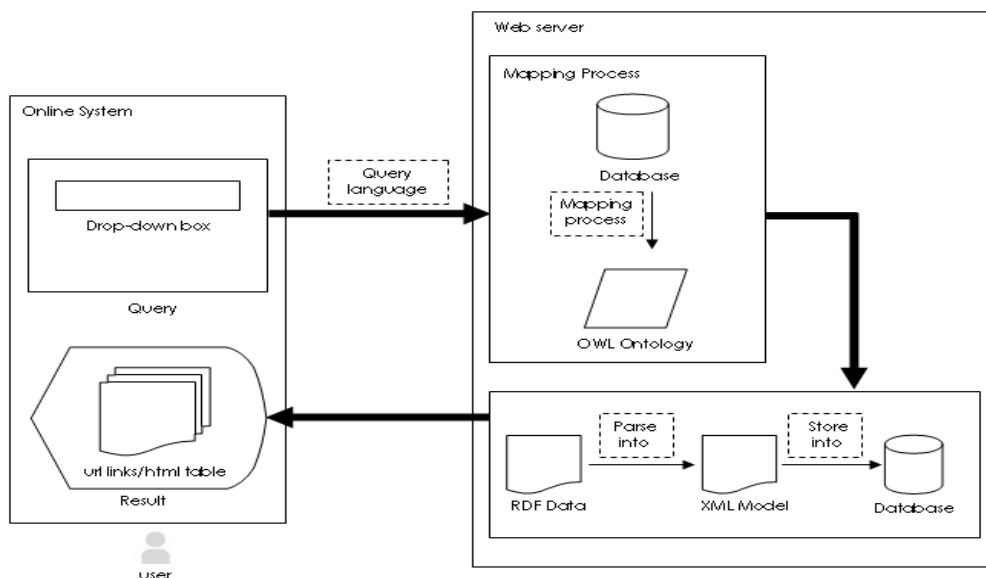 Web server
Mapping Process
Online System
Database
Query
language
Mapping
process
Drop-down box
Query
OWL Ontology
Parse
into
Store
into
url links/html table
Result
RDF Data
XML Model
Database
user